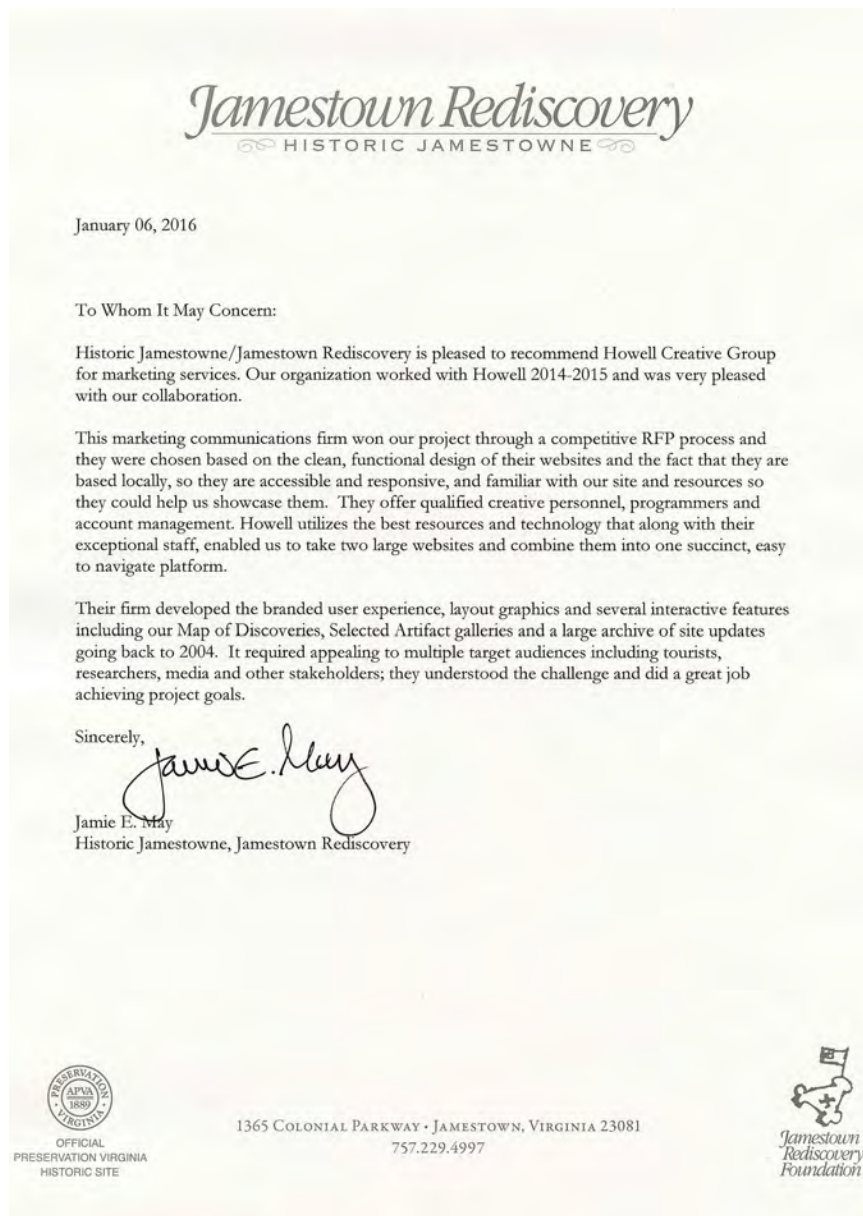 Jamestown Rediscovery
HISTORIC JAMESTOWNE
January 06, 2016
To Whom It May Concern:
Historic Jamestowne/Jamestown Rediscovery is pleased to recommend Howell Creative Group
for marketing services. Our organization worked with Howell 2014-2015 and was very pleased
with our collaboration.
This marketing communications firm won our project through a competitive RFP process and
they were chosen based on the clean, functional design of their websites and the fact that they are
based locally, so they are accessible and responsive, and familiar with our site and resources so
they could help us showcase them.  They offer qualified creative personnel, programmers and
account management. Howell utilizes the best resources and technology that along with their
exceptional staff, enabled us to take two large websites and combine them into one succinct, easy
to navigate platform.
Their firm developed the branded user experience, layout graphics and several interactive features
including our Map of Discoveries, Selected Artifact galleries and a large archive of site updates
going back to 2004.  It required appealing to multiple target audiences including tourists,
researchers, media and other stakeholders; they understood the challenge and did a great job
achieving project goals.
Sincerely,
Jamie E. May
Jamie E. May
Historic Jamestowne, Jamestown Rediscovery
PRESERVATION
APVA
1889
VIRGINIA
OFFICIAL
PRESERVATION VIRGINIA
HISTORIC SITE
1365 COLONIAL PARKWAY • JAMESTOWN, VIRGINIA 23081
757.229.4997
Jamestown
Rediscovery
Foundation